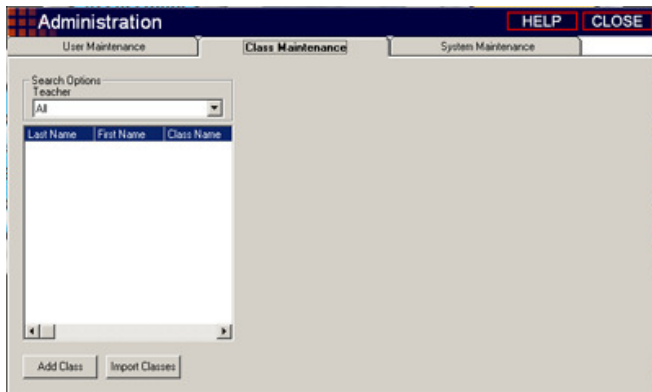 Administration HELP CLOSE
User Maintenance Class Maintenance System Maintenance
Search Options
Teacher
All
Last Name First Name Class Name
Add Class Import Classes